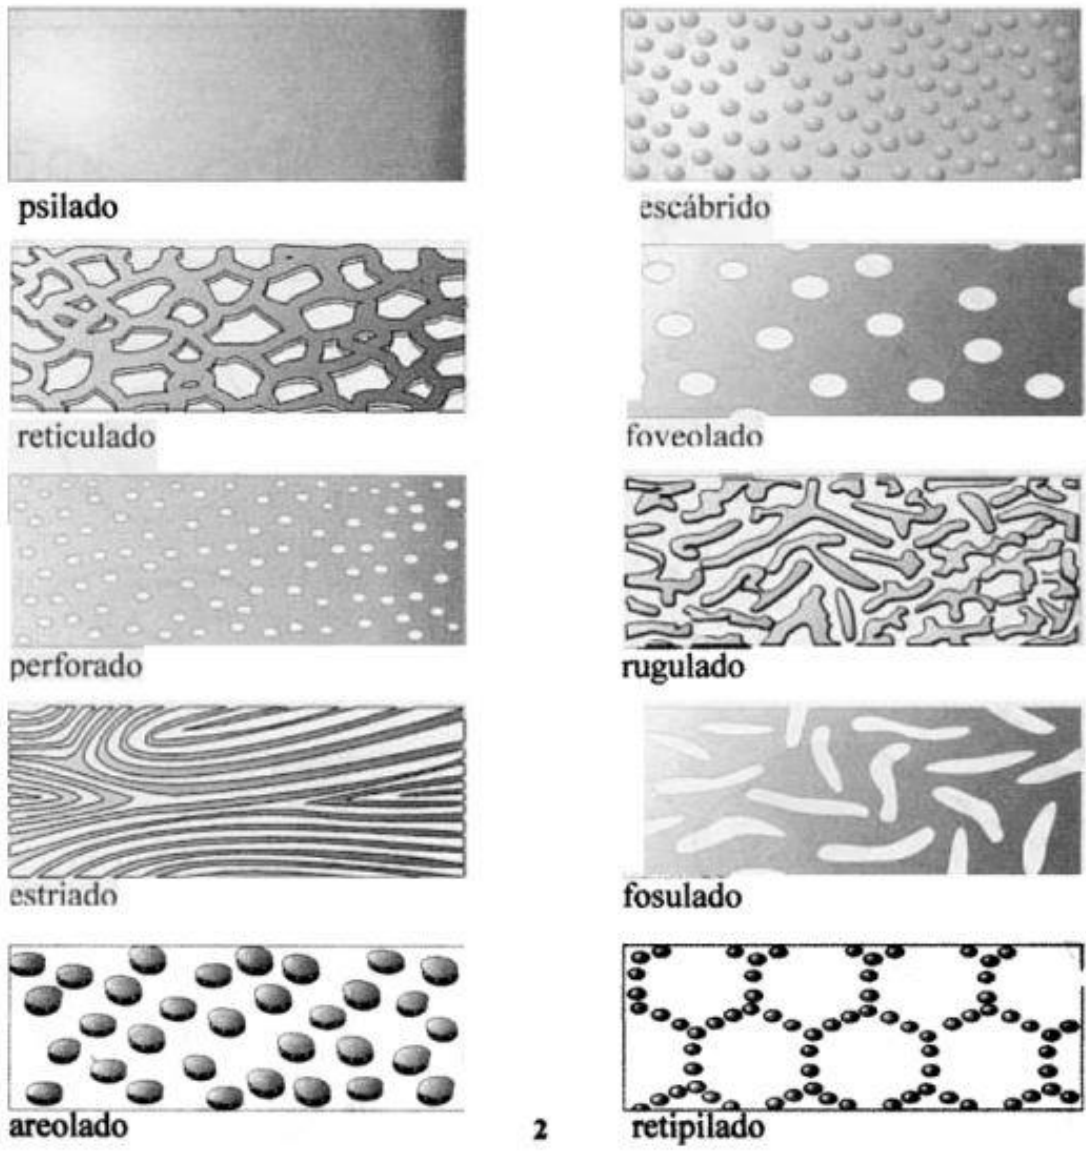 psilado
escábrido
reticulado
foveolado
perforado
rugulado
estriado
fosulado
areolado
2
retipilado